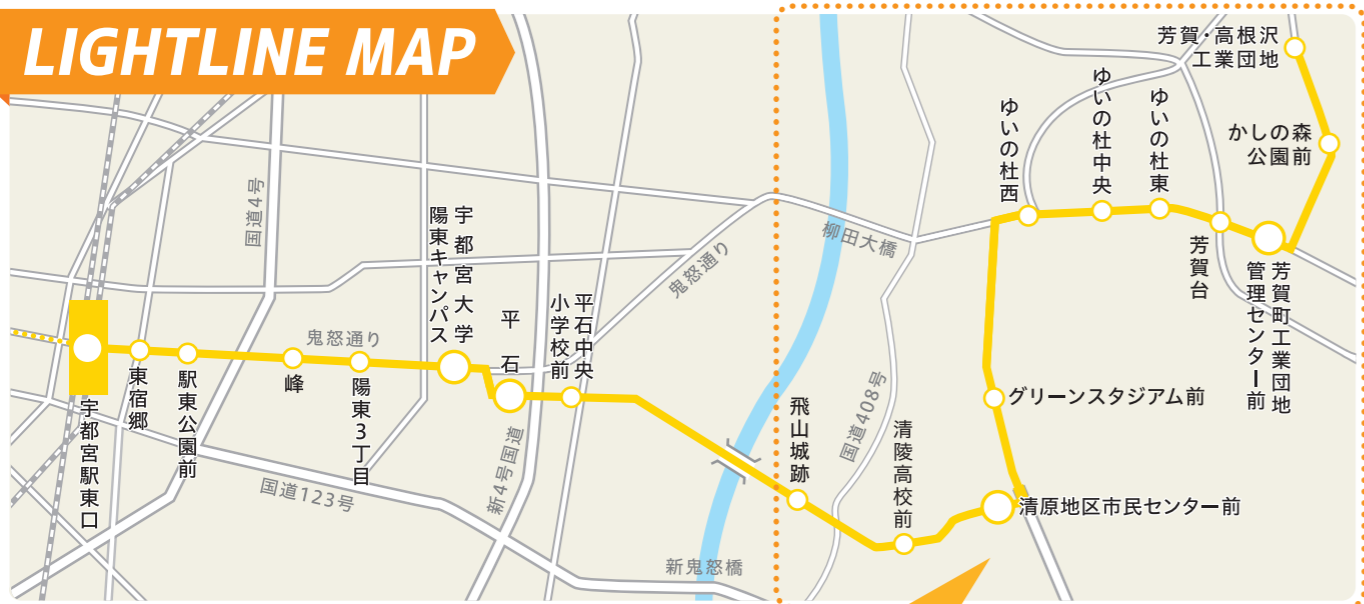 LIGHTLINE MAP
宇都宮駅東口
東宿郷
駅東公園前
峰
陽東3丁目
宇都宮大学
陽東キャンパス
平石
平石中央
小学校前
飛山城跡
清陵高校前
清原地区市民センター前
グリーンスタジアム前
ゆいの杜西
ゆいの杜中央
ゆいの杜東
芳賀台
芳賀町工業団地
管理センター前
かしの森
公園前
芳賀・高根沢
工業団地
国道4号
鬼怒通り
国道123号
新4号国道
鬼怒通り
柳田大橋
国道408号
新鬼怒橋